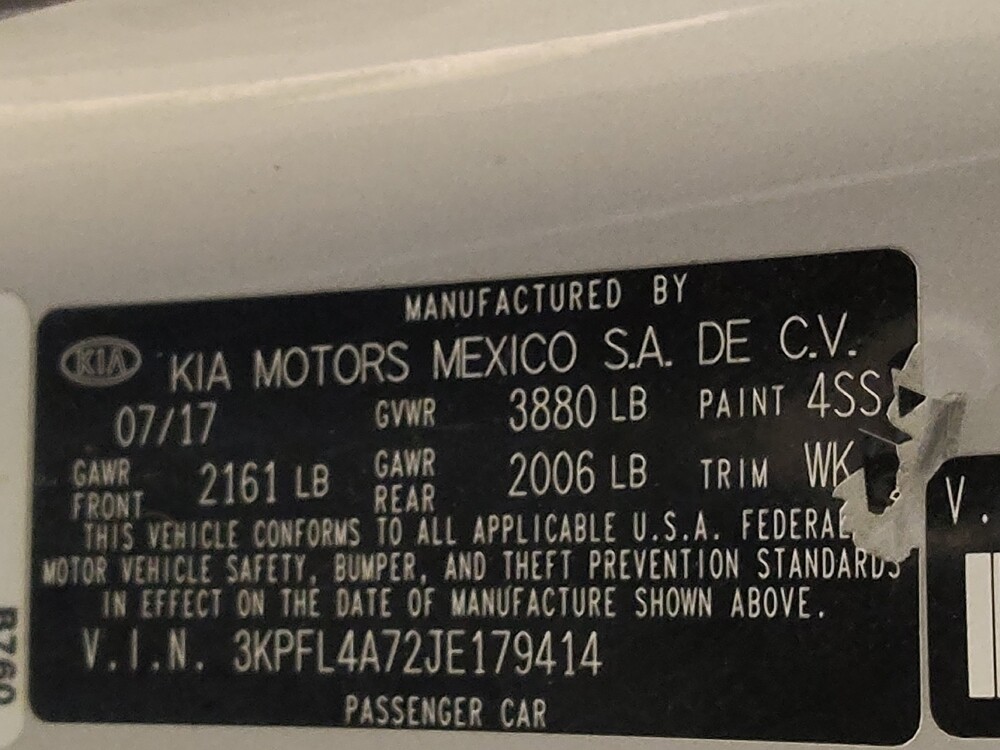 MANUFACTURED BY
KIA KIA MOTORS MEXICO S.A. DE C.V.
07/17 GVWR 3880 LB PAINT 4SS
GAWR FRONT 2161 LB GAWR REAR 2006 LB TRIM WK
THIS VEHICLE CONFORMS TO ALL APPLICABLE U.S.A. FEDERAL
MOTOR VEHICLE SAFETY, BUMPER, AND THEFT PREVENTION STANDARDS
IN EFFECT ON THE DATE OF MANUFACTURE SHOWN ABOVE.
V.I.N. 3KPFL4A72JE179414
PASSENGER CAR
V.